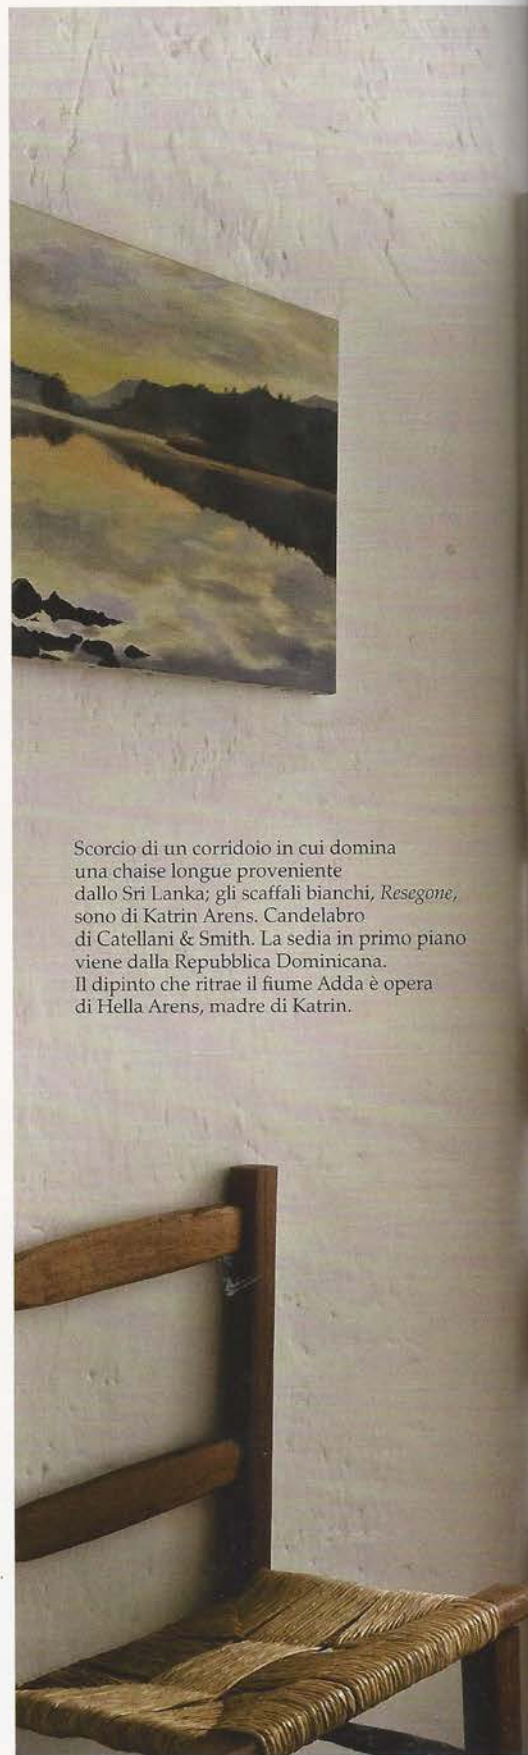 Scorcio di un corridoio in cui domina
una chaise longue proveniente
dallo Sri Lanka; gli scaffali bianchi, Resegone,
sono di Katrin Arens. Candelabro
di Catellani & Smith. La sedia in primo piano
viene dalla Repubblica Dominicana.
Il dipinto che ritrae il fiume Adda è opera
di Hella Arens, madre di Katrin.